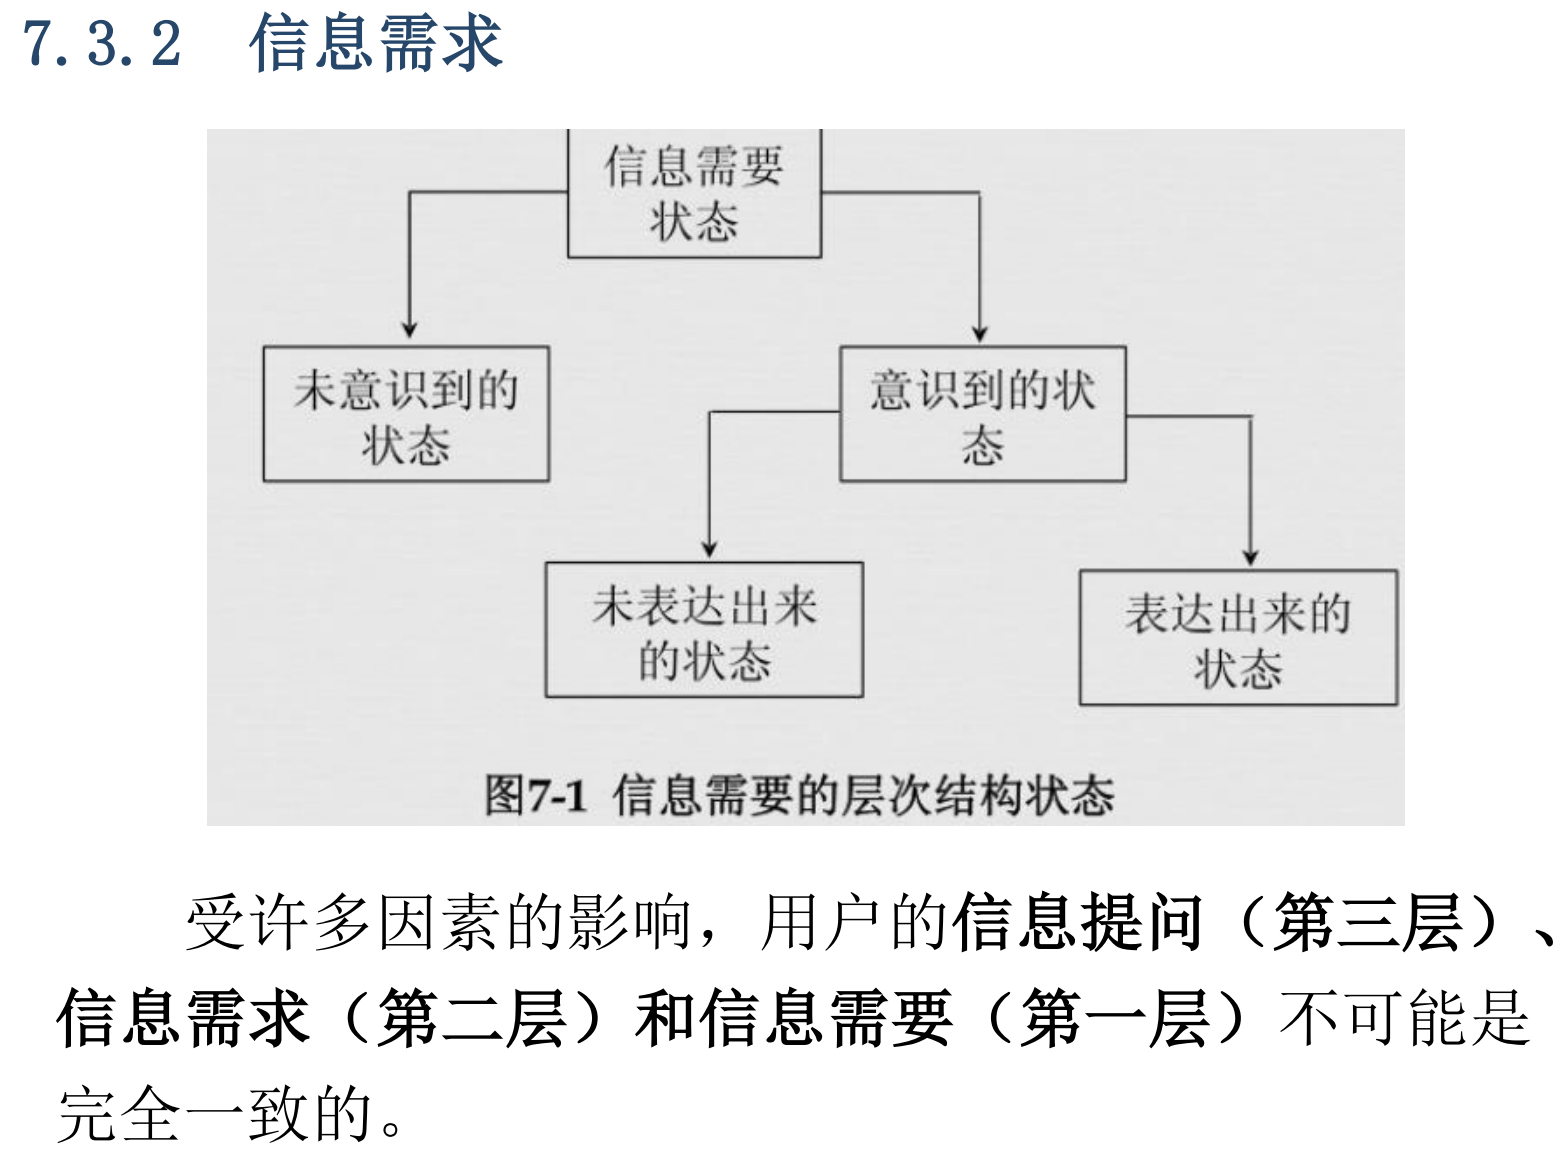 7.3.2 信息需求
信息需要
状态
未意识到的
状态
意识到的状
态
未表达出来
的状态
表达出来的
状态
图7-1 信息需要的层次结构状态
受许多因素的影响，用户的信息提问（第三层）、
信息需求（第二层）和信息需要（第一层）不可能是
完全一致的。